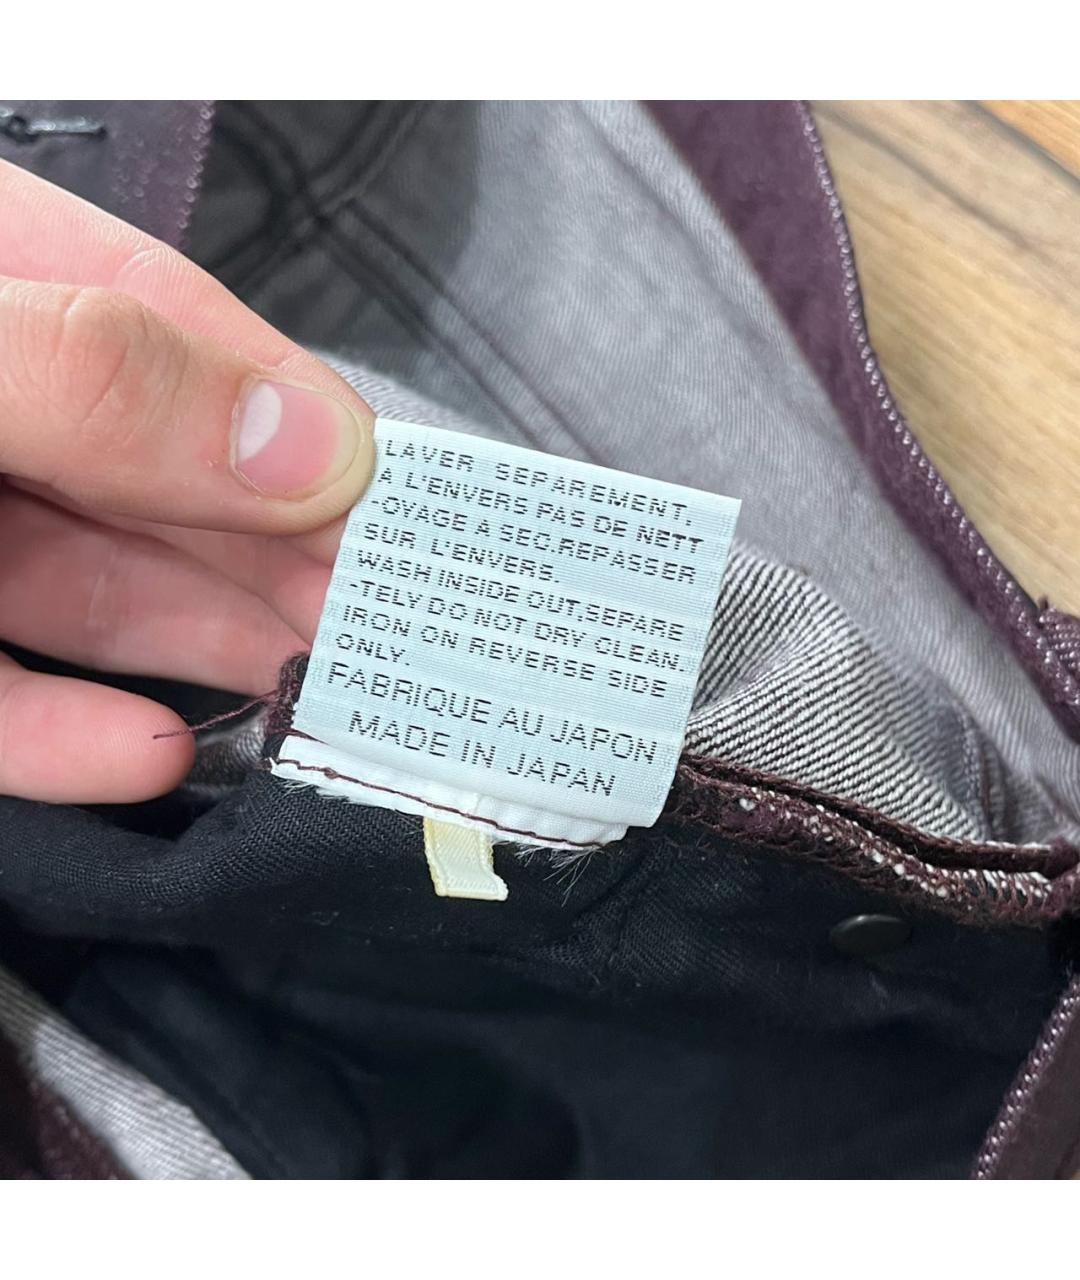 LAVER SEPAREMENT.
A L'ENVERS PAS DE NETT
-OYAGE A SEC.REPASSER
SUR L'ENVERS.
WASH INSIDE OUT,SEPARE
-TELY DO NOT DRY CLEAN.
IRON ON REVERSE SIDE
ONLY.
FABRIQUE AU JAPON
MADE IN JAPAN